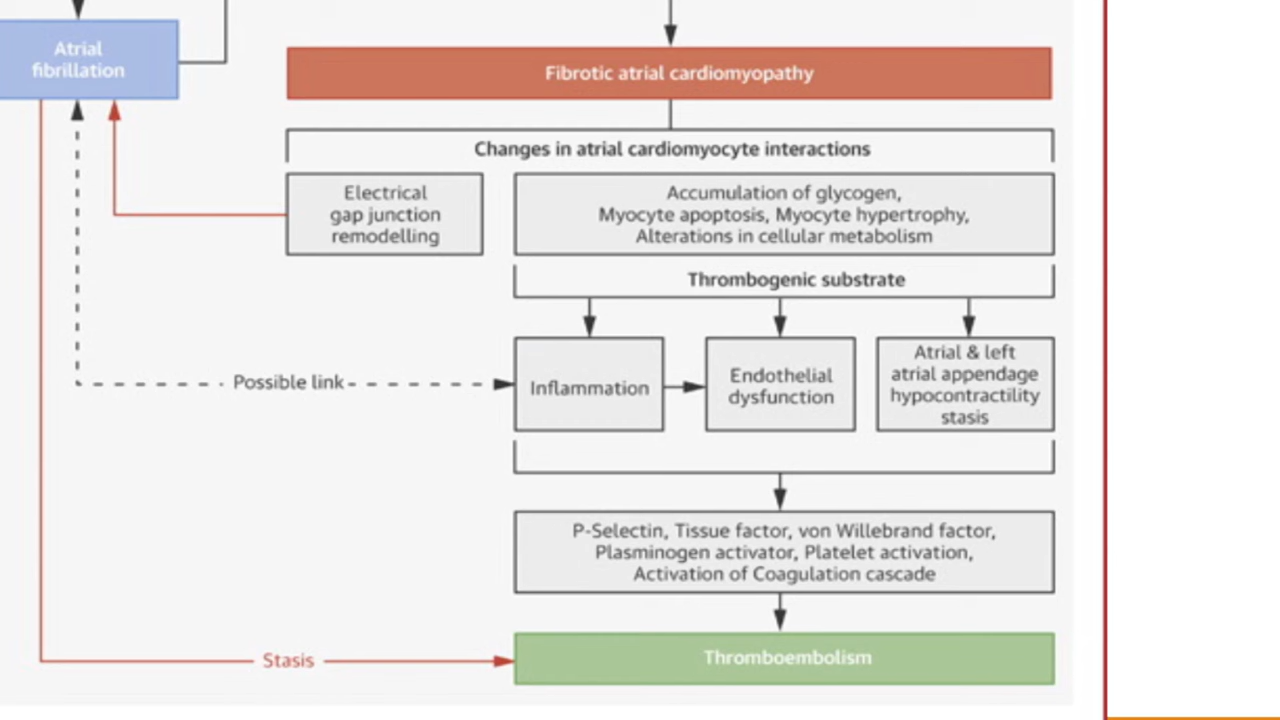 Atrial
fibrillation
Fibrotic atrial cardiomyopathy
Changes in atrial cardiomyocyte interactions
Electrical
gap junction
remodelling
Accumulation of glycogen,
Myocyte apoptosis, Myocyte hypertrophy,
Alterations in cellular metabolism
Thrombogenic substrate
Possible link
Inflammation
Endothelial
dysfunction
Atrial & left
atrial appendage
hypocontractility
stasis
P-Selectin, Tissue factor, von Willebrand factor,
Plasminogen activator, Platelet activation,
Activation of Coagulation cascade
Stasis
Thromboembolism